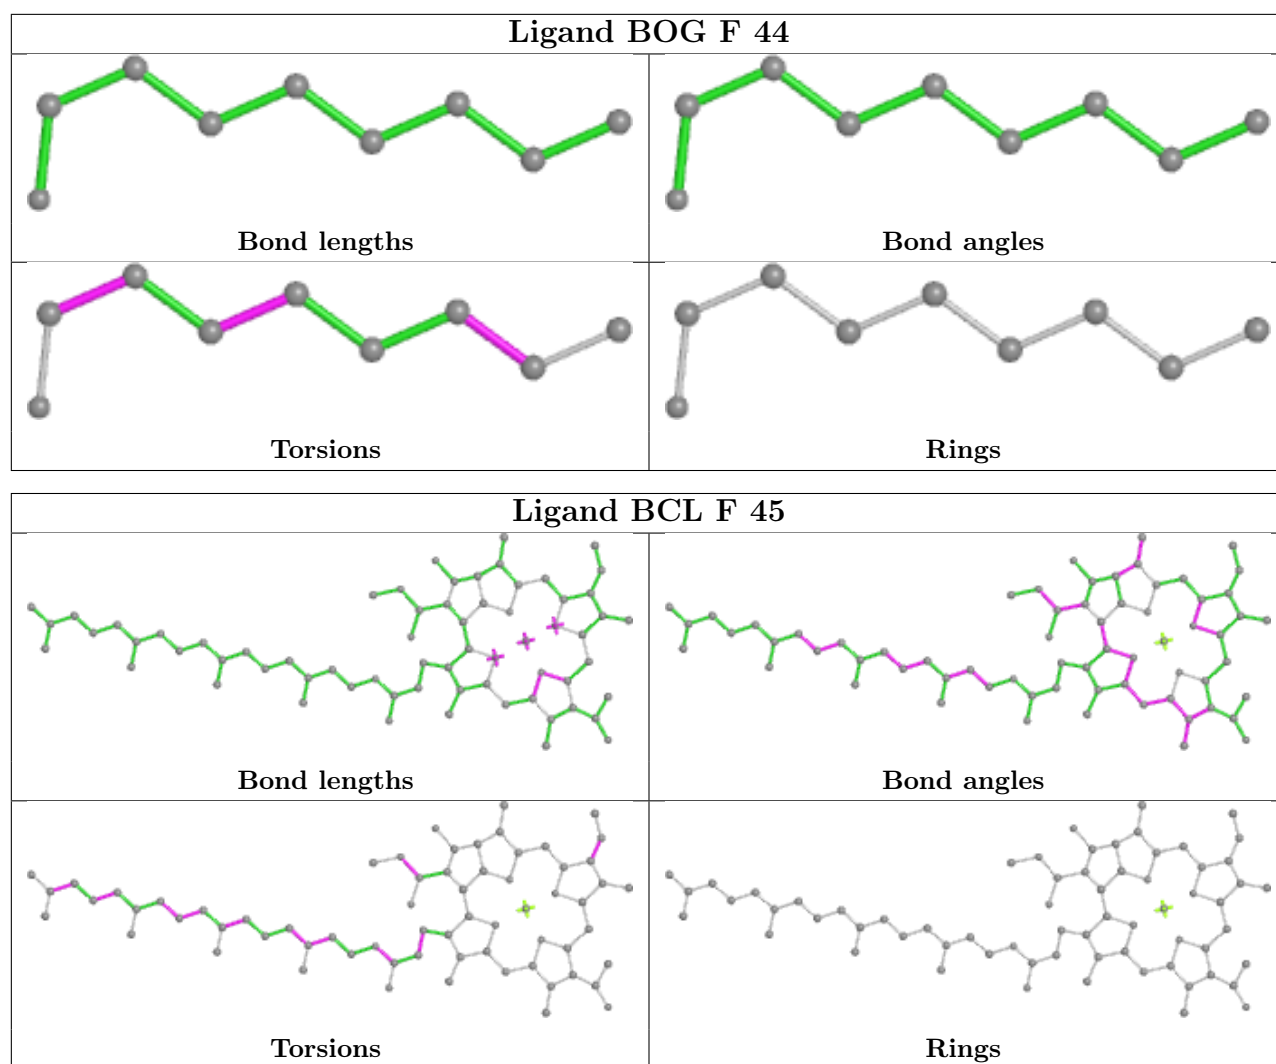 Ligand BOG F 44
Bond lengths
Bond angles
Torsions
Rings
Ligand BCL F 45
Bond lengths
Bond angles
Torsions
Rings